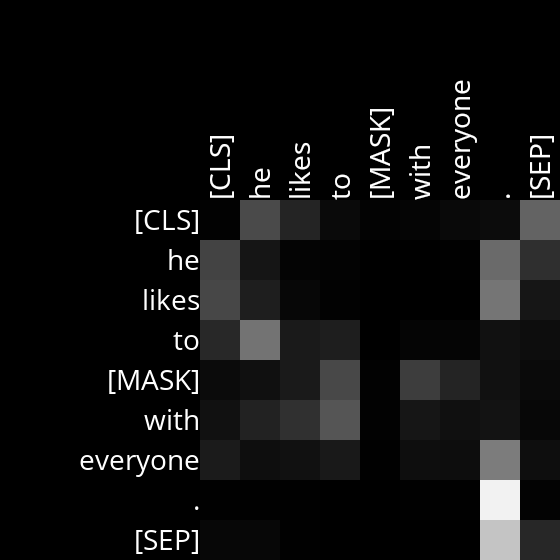 [CLS]
he
likes
to
[MASK]
with
everyone
.
[SEP]
[CLS]
he
likes
to
[MASK]
with
everyone
.
[SEP]